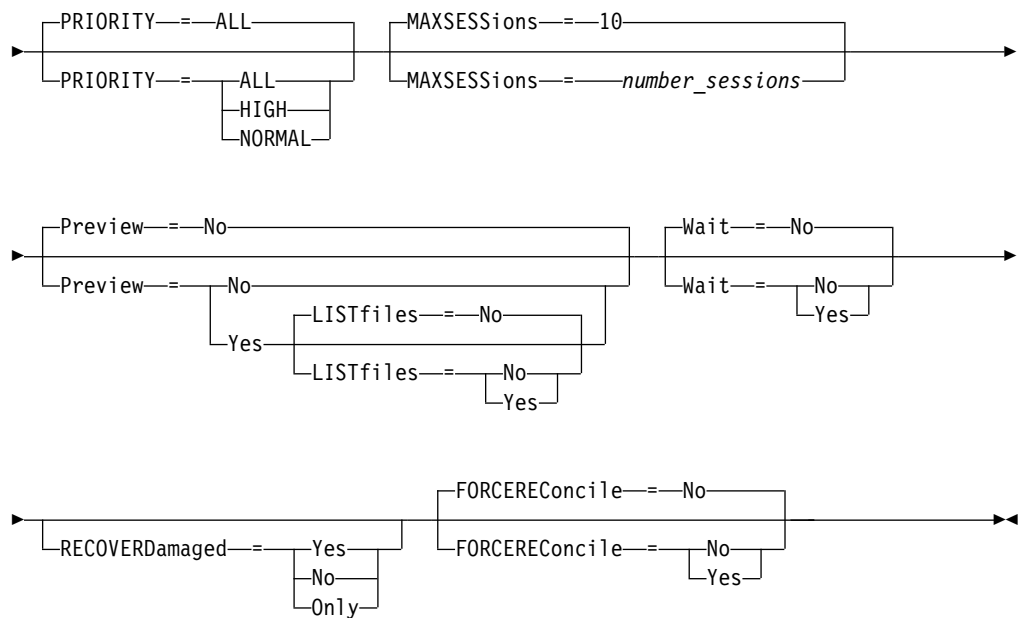 PRIORITY = ALL MAXSESSions = 10
PRIORITY = ALL MAXSESSions = number_sessions
HIGH
NORMAL
Preview = No Wait = No
Preview = No Wait = No
LISTfiles = No Yes
Yes
LISTfiles = No
Yes
FORCEREConcile = No
RECOVERDamaged = Yes FORCEREConcile = No
No Yes
Only